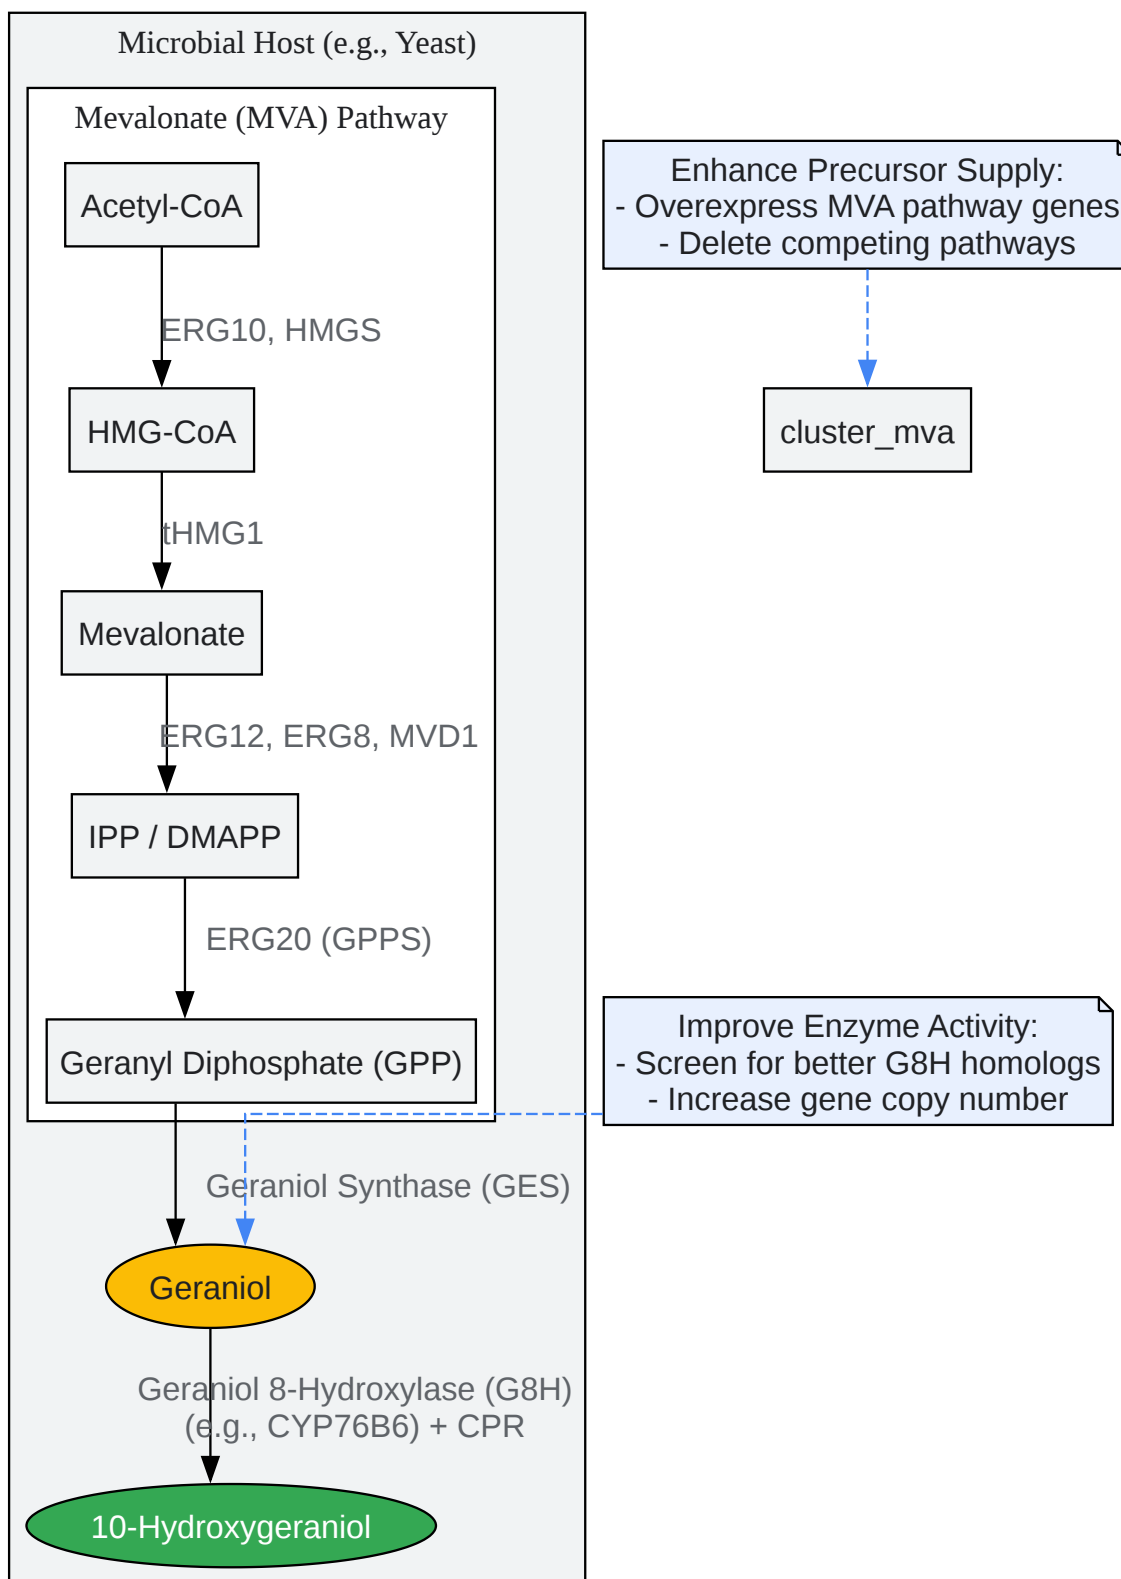 Microbial Host (e.g., Yeast)
Mevalonate (MVA) Pathway
Acetyl-CoA
ERG10, HMGS
HMG-CoA
tHMG1
Mevalonate
ERG12, ERG8, MVD1
IPP / DMAPP
ERG20 (GPPS)
Geranyl Diphosphate (GPP)
Geraniol Synthase (GES)
Geraniol
Geraniol 8-Hydroxylase (G8H)
(e.g., CYP76B6) + CPR
10-Hydroxygeraniol
Enhance Precursor Supply:
- Overexpress MVA pathway genes
- Delete competing pathways
cluster_mva
Improve Enzyme Activity:
- Screen for better G8H homologs
- Increase gene copy number